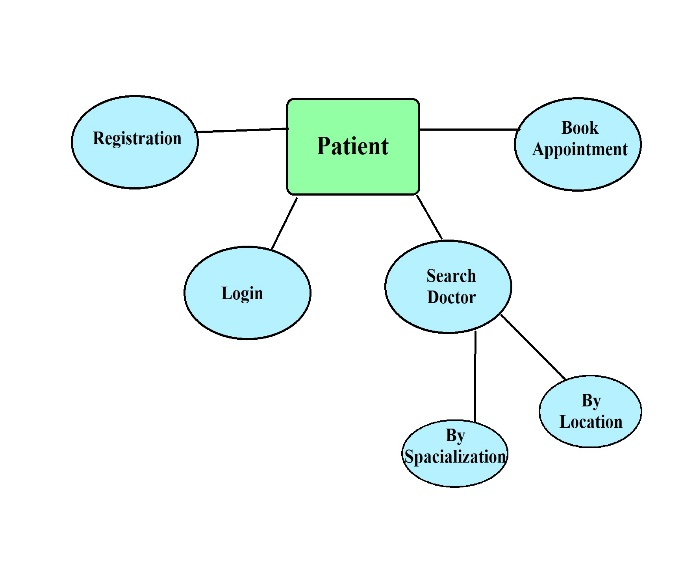 Registration
Patient
Book
Appointment
Login
Search
Doctor
By
Location
By
Spacialization